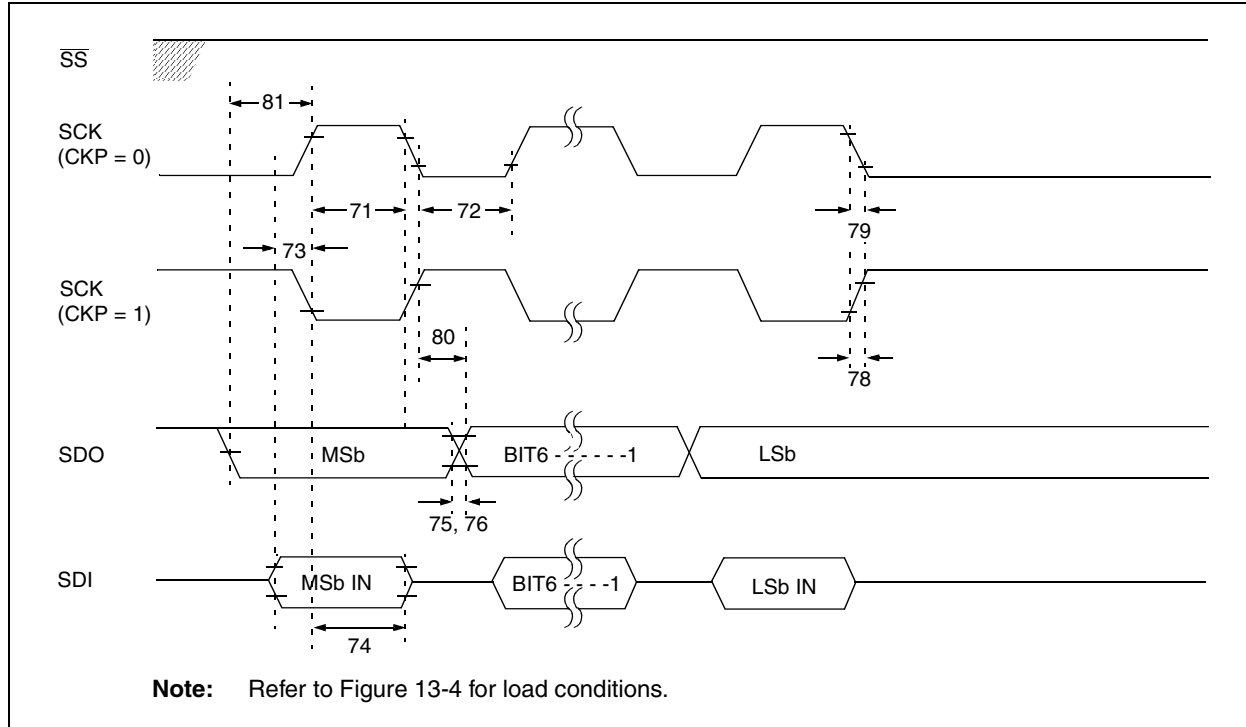 SS
81
SCK
(CKP = 0)
71
72
79
73
SCK
(CKP = 1)
80
78
SDO
MSb
BIT6 - - - - - - -1
LSb
75, 76
SDI
MSb IN
BIT6 - - - - -1
LSb IN
74
Note: Refer to Figure 13-4 for load conditions.